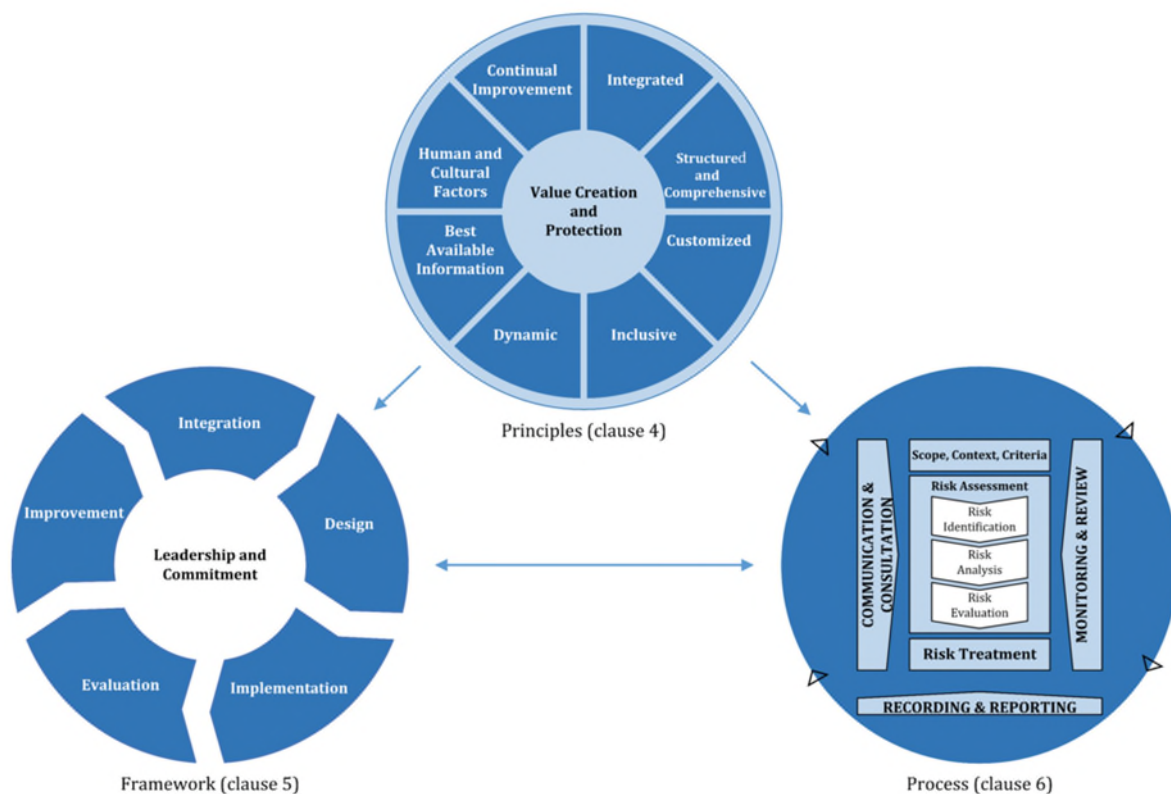 Continual
Improvement
Integrated
Structured
and
Comprehensive
Customized
Inclusive
Dynamic
Best
Available
Information
Human and
Cultural
Factors
Value Creation
and
Protection
Principles (clause 4)
Integration
Design
Implementation
Evaluation
Improvement
Leadership and
Commitment
Framework (clause 5)
Scope, Context, Criteria
Risk Assessment
Risk
Identification
Risk
Analysis
Risk
Evaluation
Risk Treatment
COMMUNICATION &
CONSULTATION
MONITORING & REVIEW
RECORDING & REPORTING
Process (clause 6)